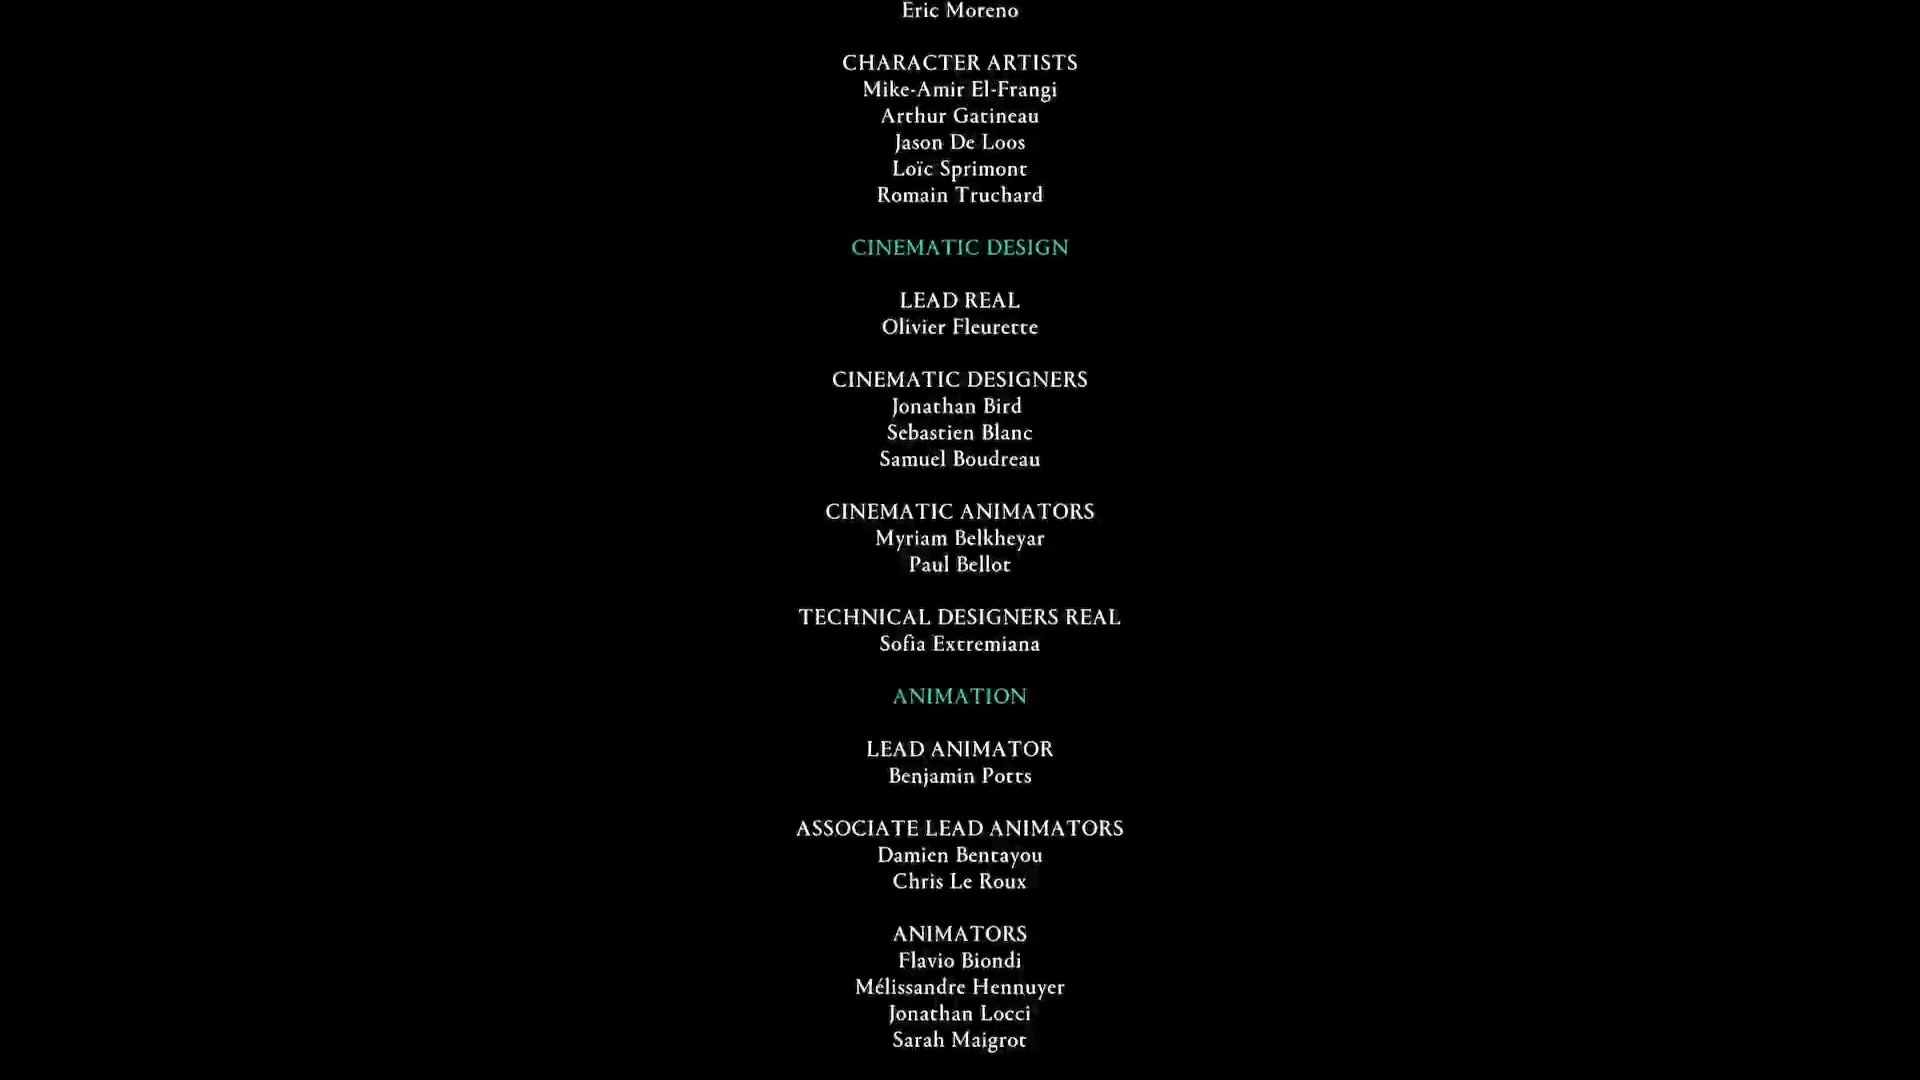 Eric Moreno
CHARACTER ARTISTS
Mike-Amir El-Frangi
Arthur Gatineau
Jason De Loos
Loïc Sprimont
Romain Truchard
CINEMATIC DESIGN
LEAD REAL
Olivier Fleurette
CINEMATIC DESIGNERS
Jonathan Bird
Sebastien Blanc
Samuel Boudreau
CINEMATIC ANIMATORS
Myriam Belkheyar
Paul Bellot
TECHNICAL DESIGNERS REAL
Sofia Extremiana
ANIMATION
LEAD ANIMATOR
Benjamin Potts
ASSOCIATE LEAD ANIMATORS
Damien Bentayou
Chris Le Roux
ANIMATORS
Flavio Biondi
Mélissandre Hennuyer
Jonathan Locci
Sarah Maigrot